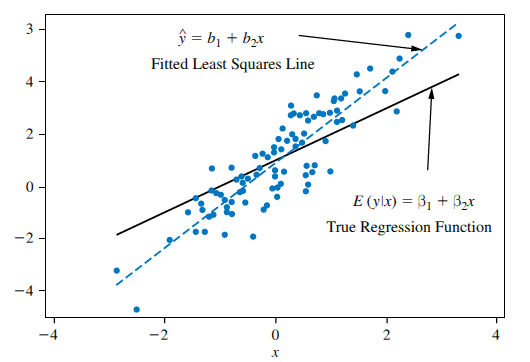 3
ŷ = b₁ + b₂x
Fitted Least Squares Line
4
2
0
E (y|x) = β₁ + β₂x
True Regression Function
−2
−4
−4
−2
0
2
4
x